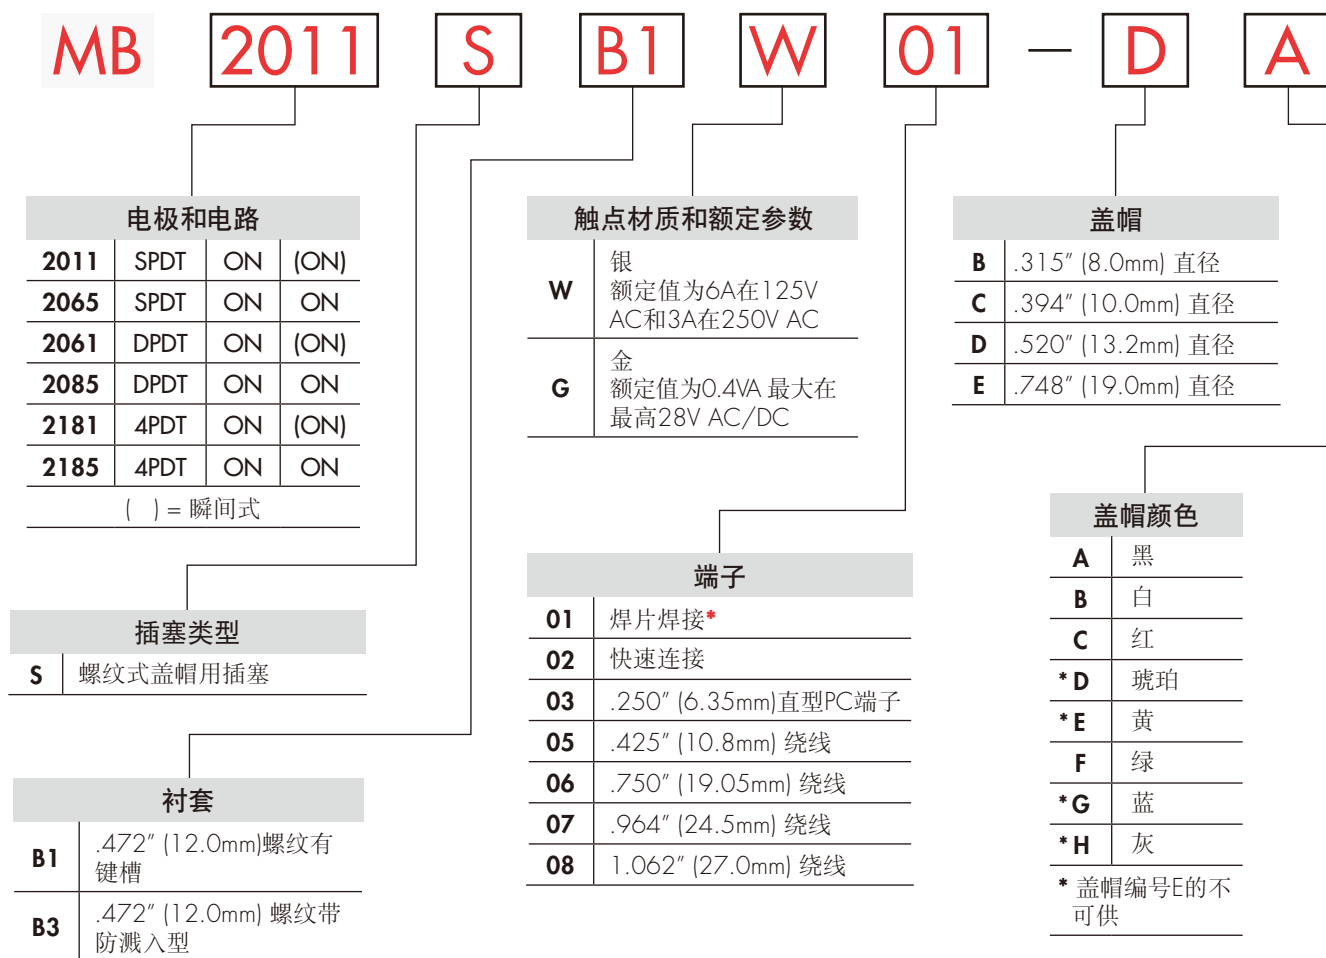 MB 2011 S B1 W 01 — D A
电极和电路
2011 SPDT ON (ON)
2065 SPDT ON ON
2061 DPDT ON (ON)
2085 DPDT ON ON
2181 4PDT ON (ON)
2185 4PDT ON ON
( ) = 瞬间式
插塞类型
S 螺纹式盖帽用插塞
衬套
B1 .472" (12.0mm)螺纹有
键槽
B3 .472" (12.0mm) 螺纹带
防溅入型
触点材质和额定参数
W 银
额定值为6A在125V
AC和3A在250V AC
G 金
额定值为0.4VA 最大在
最高28V AC/DC
端子
01 焊片焊接*
02 快速连接
03 .250" (6.35mm)直型PC端子
05 .425" (10.8mm) 绕线
06 .750" (19.05mm) 绕线
07 .964" (24.5mm) 绕线
08 1.062" (27.0mm) 绕线
盖帽
B .315" (8.0mm) 直径
C .394" (10.0mm) 直径
D .520" (13.2mm) 直径
E .748" (19.0mm) 直径
盖帽颜色
A 黑
B 白
C 红
* D 琥珀
* E 黄
F 绿
* G 蓝
* H 灰
* 盖帽编号E的不
可供